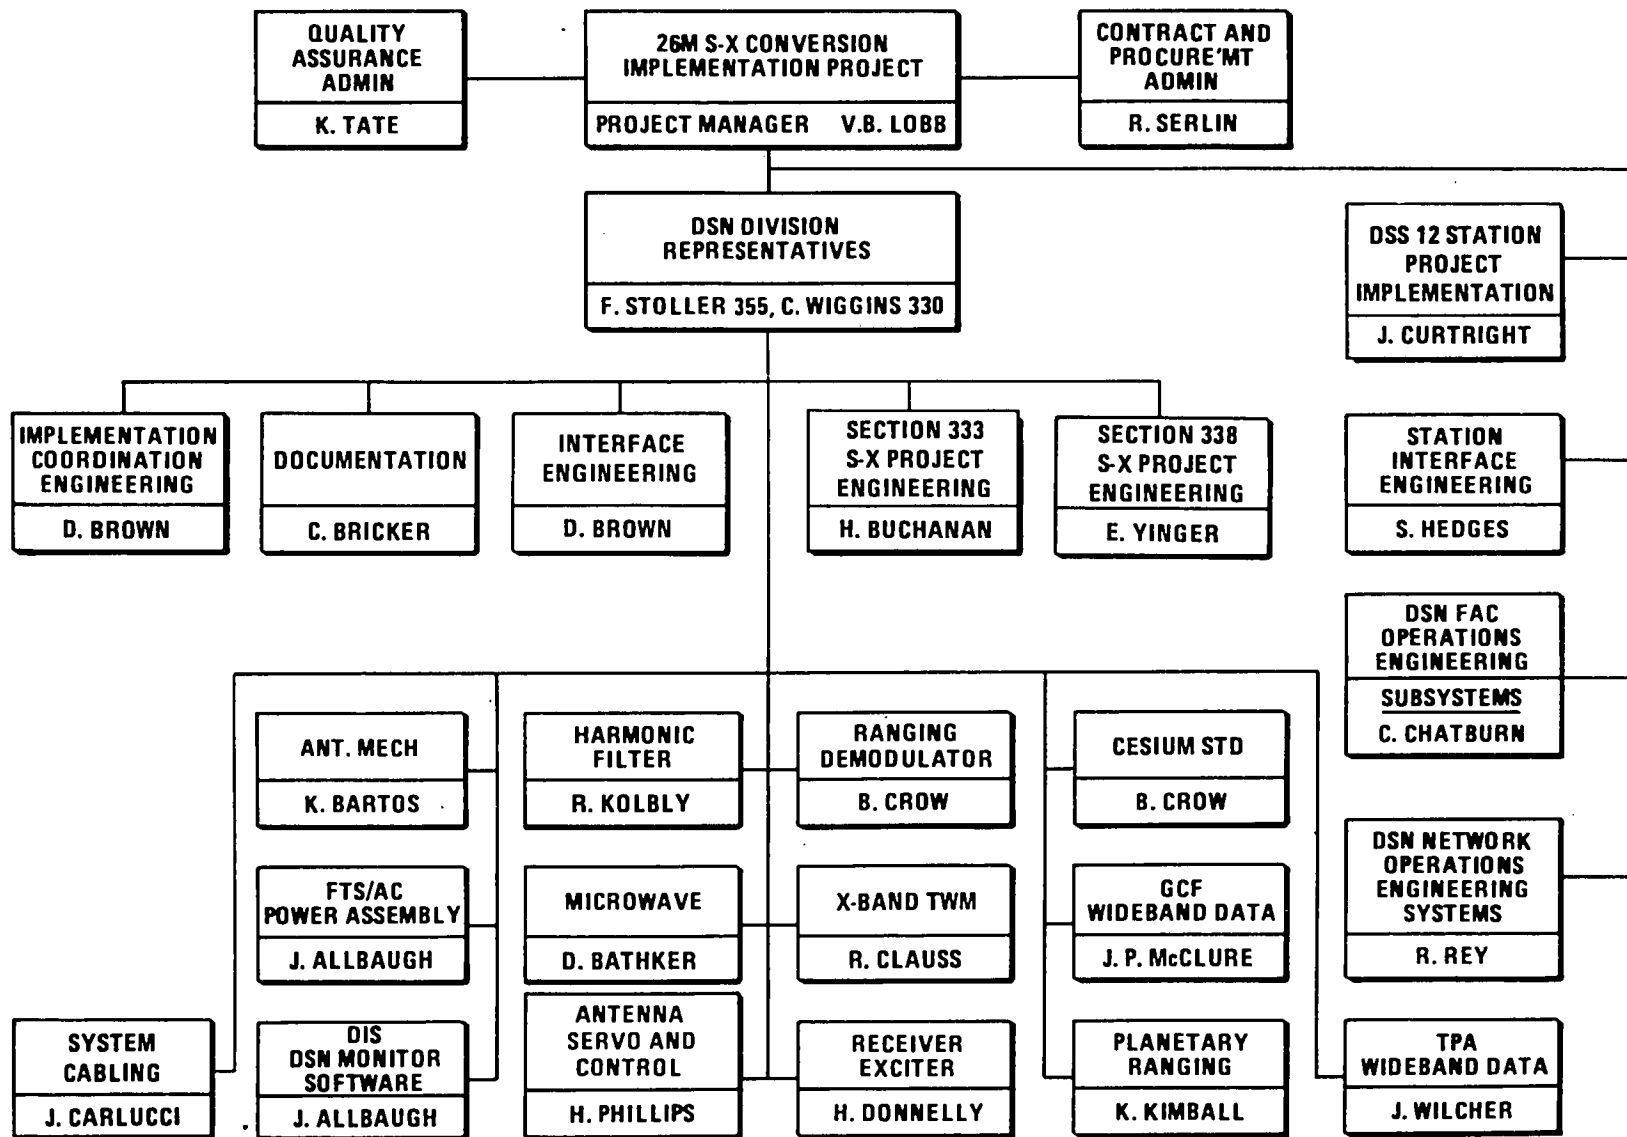 QUALITY
ASSURANCE
ADMIN
K. TATE
26M S-X CONVERSION
IMPLEMENTATION PROJECT
PROJECT MANAGER V.B. LOBB
CONTRACT AND
PROCURE'MT
ADMIN
R. SERLIN
DSN DIVISION
REPRESENTATIVES
F. STOLLER 355, C. WIGGINS 330
DSS 12 STATION
PROJECT
IMPLEMENTATION
J. CURTRIGHT
IMPLEMENTATION
COORDINATION
ENGINEERING
D. BROWN
DOCUMENTATION
C. BRICKER
INTERFACE
ENGINEERING
D. BROWN
SECTION 333
S-X PROJECT
ENGINEERING
H. BUCHANAN
SECTION 338
S-X PROJECT
ENGINEERING
E. YINGER
STATION
INTERFACE
ENGINEERING
S. HEDGES
DSN FAC
OPERATIONS
ENGINEERING
SUBSYSTEMS
C. CHATBURN
ANT. MECH
K. BARTOS
HARMONIC
FILTER
R. KOLBLY
RANGING
DEMODULATOR
B. CROW
CESIUM STD
B. CROW
DSN NETWORK
OPERATIONS
ENGINEERING
SYSTEMS
R. REY
FTS/AC
POWER ASSEMBLY
J. ALLBAUGH
MICROWAVE
D. BATHKER
X-BAND TWM
R. CLAUSS
GCF
WIDEBAND DATA
J. P. McCLURE
SYSTEM
CABLING
J. CARLUCCI
DIS
DSN MONITOR
SOFTWARE
J. ALLBAUGH
ANTENNA
SERVO AND
CONTROL
H. PHILLIPS
RECEIVER
EXCITER
H. DONNELLY
PLANETARY
RANGING
K. KIMBALL
TPA
WIDEBAND DATA
J. WILCHER